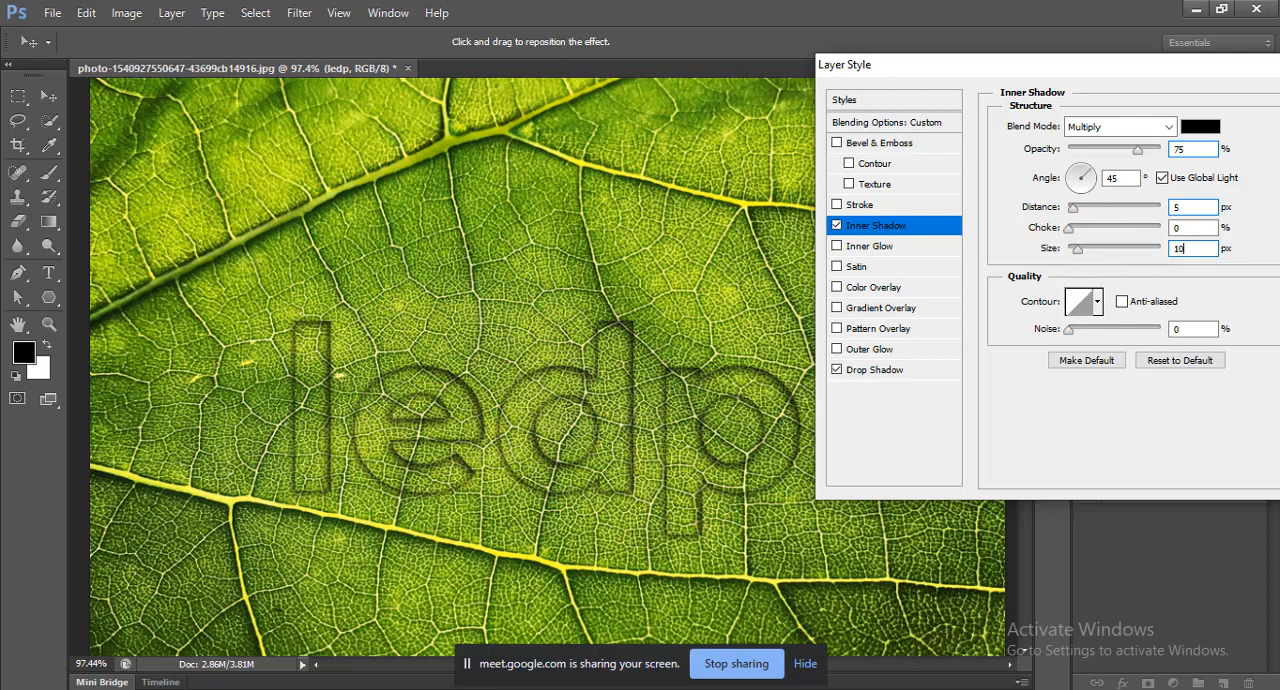 Ps File Edit Image Layer Type Select Filter View Window Help
Click and drag to reposition the effect.
Essentials
photo-1540927550647-43699cb14916.jpg @ 97.4% (ledp, RGB/8) * ×
Layer Style
Styles
Blending Options: Custom
Bevel & Emboss
Contour
Texture
Stroke
Inner Shadow
Inner Glow
Satin
Color Overlay
Gradient Overlay
Pattern Overlay
Outer Glow
Drop Shadow
Inner Shadow
Structure
Blend Mode: Multiply
Opacity: 75 %
Angle: 45 ° Use Global Light
Distance: 5 px
Choke: 0 %
Size: 10 px
Quality
Contour: Anti-aliased
Noise: 0 %
Make Default Reset to Default
ledp
Activate Windows
Go to Settings to activate Windows.
97.44% Doc: 2.86M/3.81M
meet.google.com is sharing your screen. Stop sharing Hide
Mini Bridge Timeline
fx